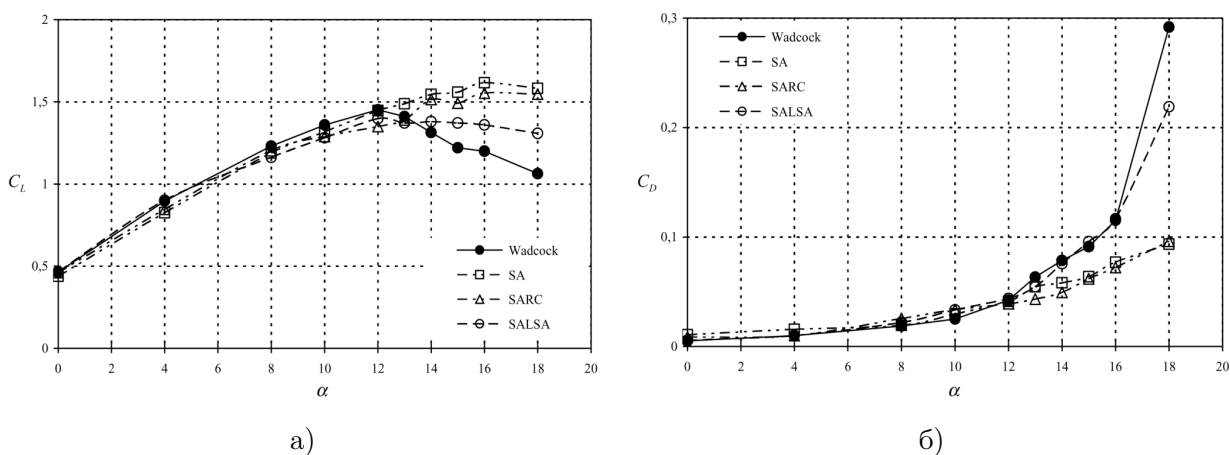 2
1,5
C_L
1
0,5
0
Wadcock
SA
SARC
SALSA
0 2 4 6 8 10 12 14 16 18 20
α
а)
0,3
Wadcock
SA
SARC
SALSA
0,2
C_D
0,1
0
0 2 4 6 8 10 12 14 16 18 20
α
б)